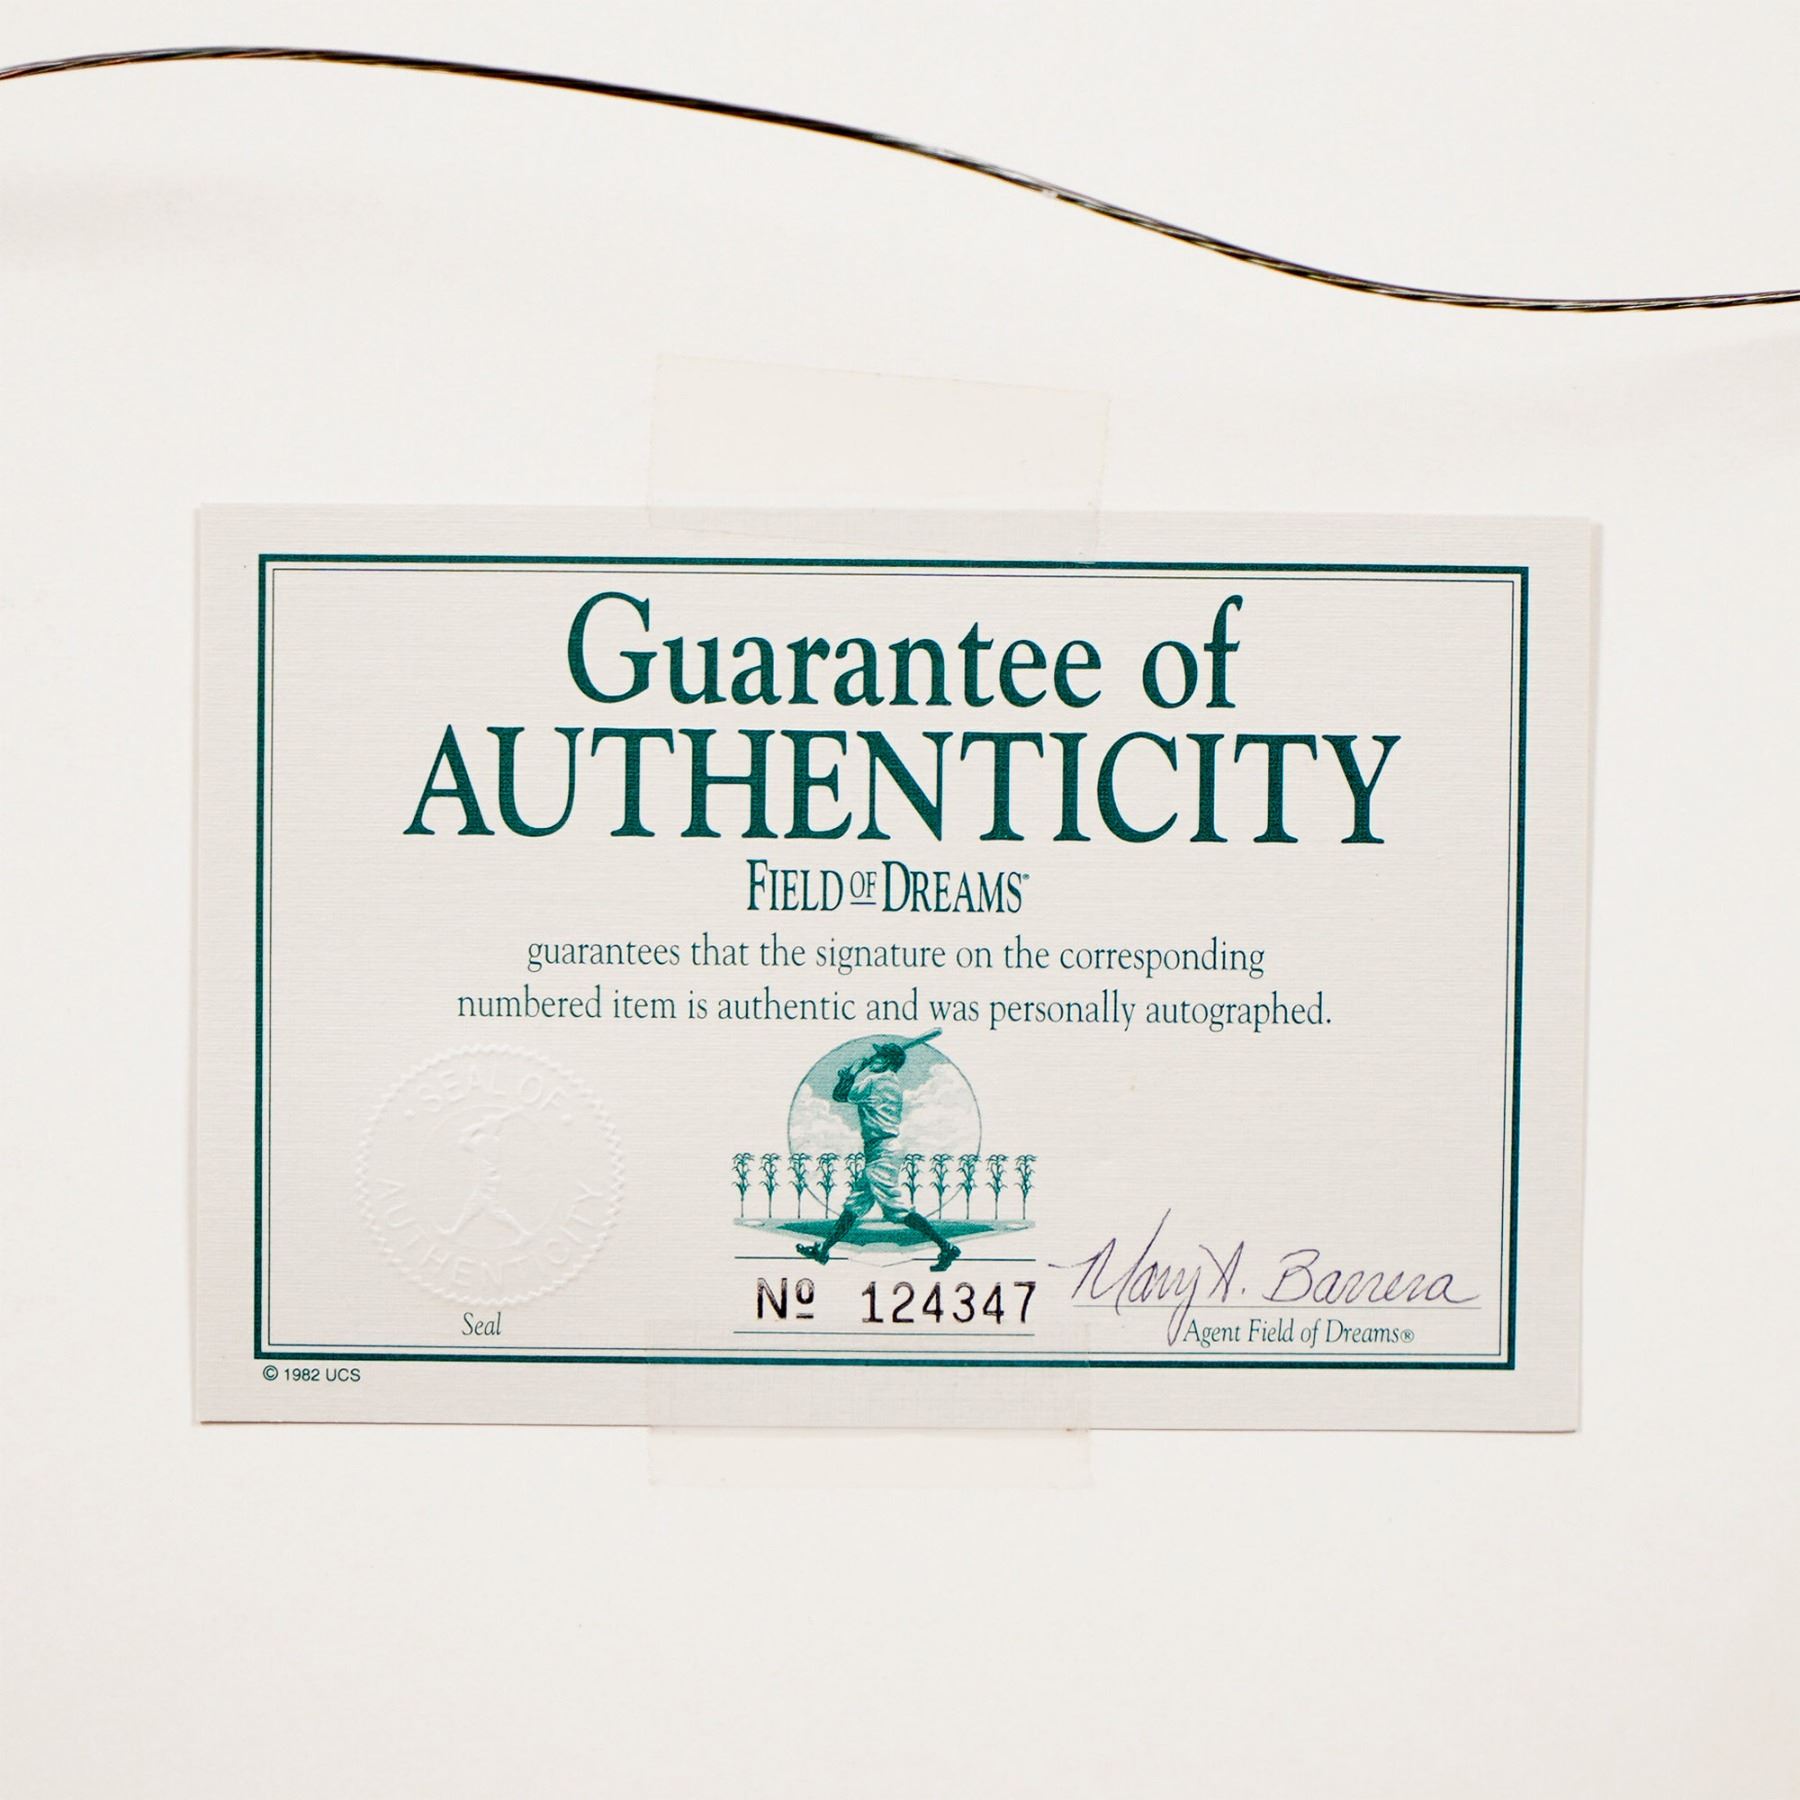 Guarantee of
AUTHENTICITY
FIELD OF DREAMS®
guarantees that the signature on the corresponding
numbered item is authentic and was personally autographed.
· SEAL OF ·
AUTHENTICITY
Seal
Nº 124347
Mary A. Barrera
Agent Field of Dreams®
© 1982 UCS